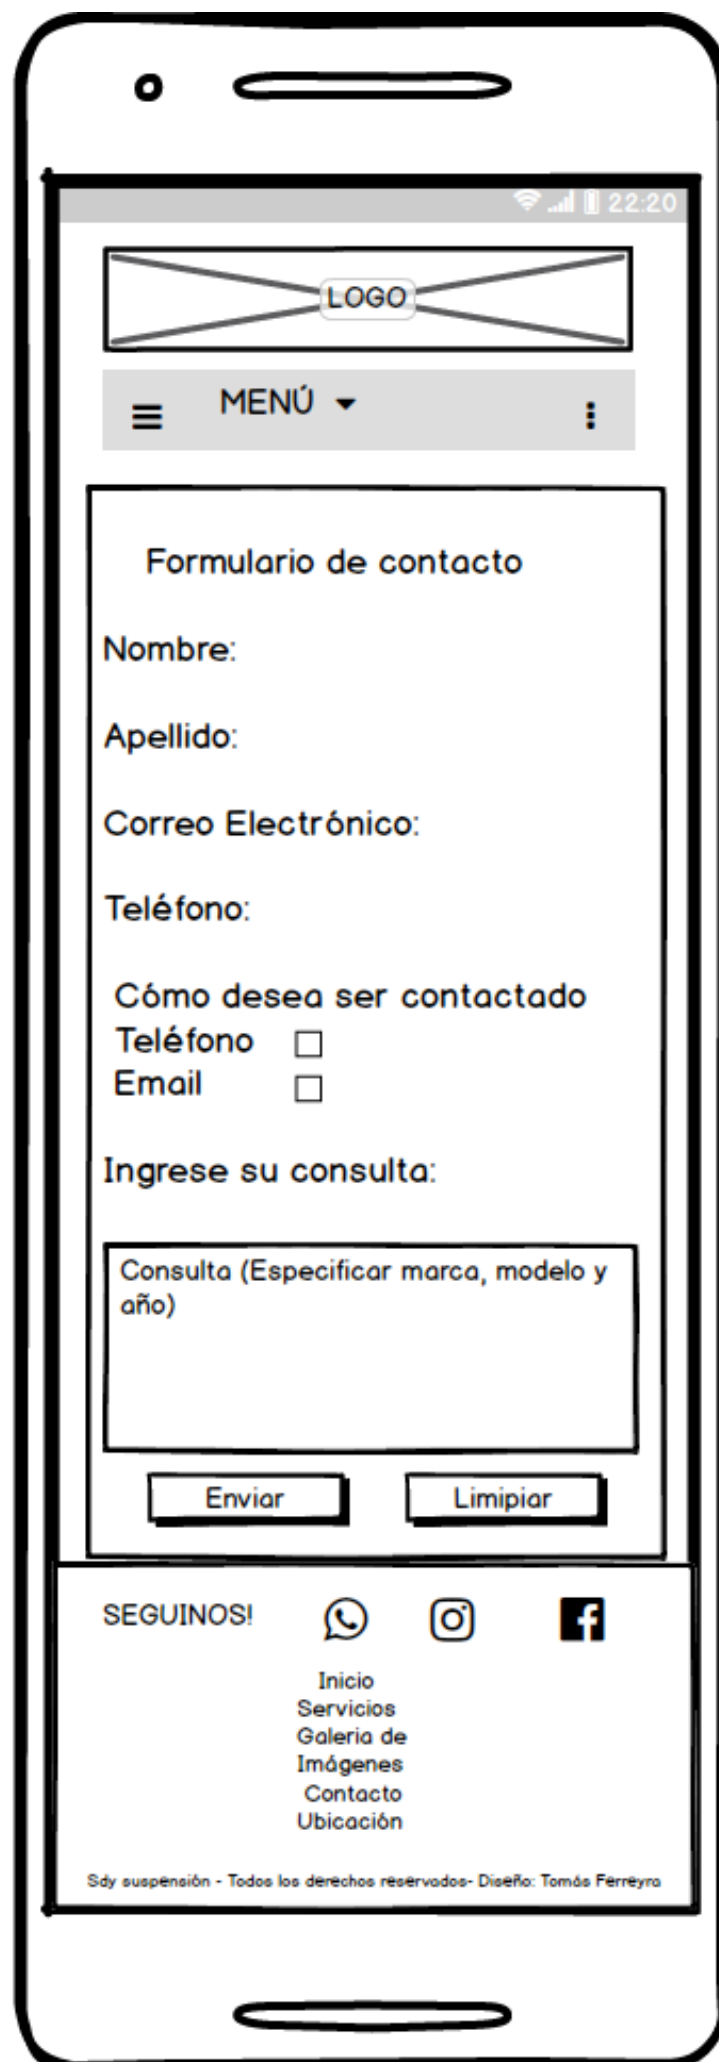 22:20
LOGO
MENÚ
Formulario de contacto
Nombre:
Apellido:
Correo Electrónico:
Teléfono:
Cómo desea ser contactado
Teléfono
Email
Ingrese su consulta:
Consulta (Especificar marca, modelo y
año)
Enviar Limipiar
SEGUINOS!
Inicio
Servicios
Galeria de
Imágenes
Contacto
Ubicación
Sdy suspensión - Todos los derechos reservados- Diseño: Tomás Ferreyra